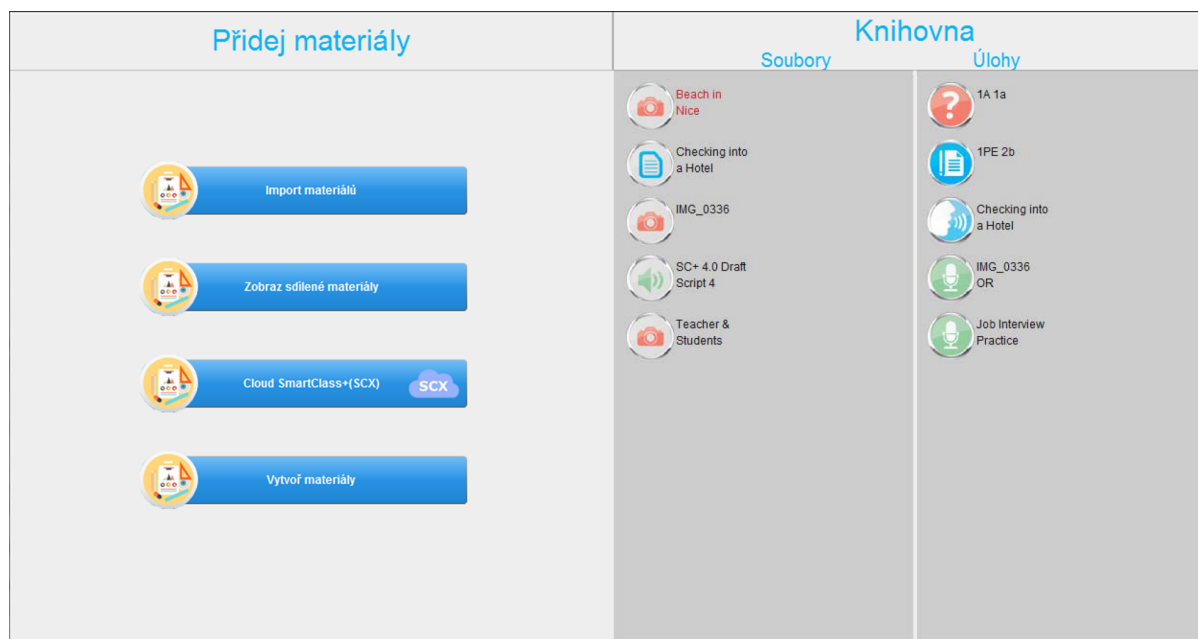 Přidej materiály
Import materiálů
Zobraz sdílené materiály
Cloud SmartClass+(SCX)
SCX
Vytvoř materiály
Knihovna
Soubory
Beach in
Nice
Checking into
a Hotel
IMG_0336
SC+ 4.0 Draft
Script 4
Teacher &
Students
Úlohy
1A 1a
1PE 2b
Checking into
a Hotel
IMG_0336
OR
Job Interview
Practice